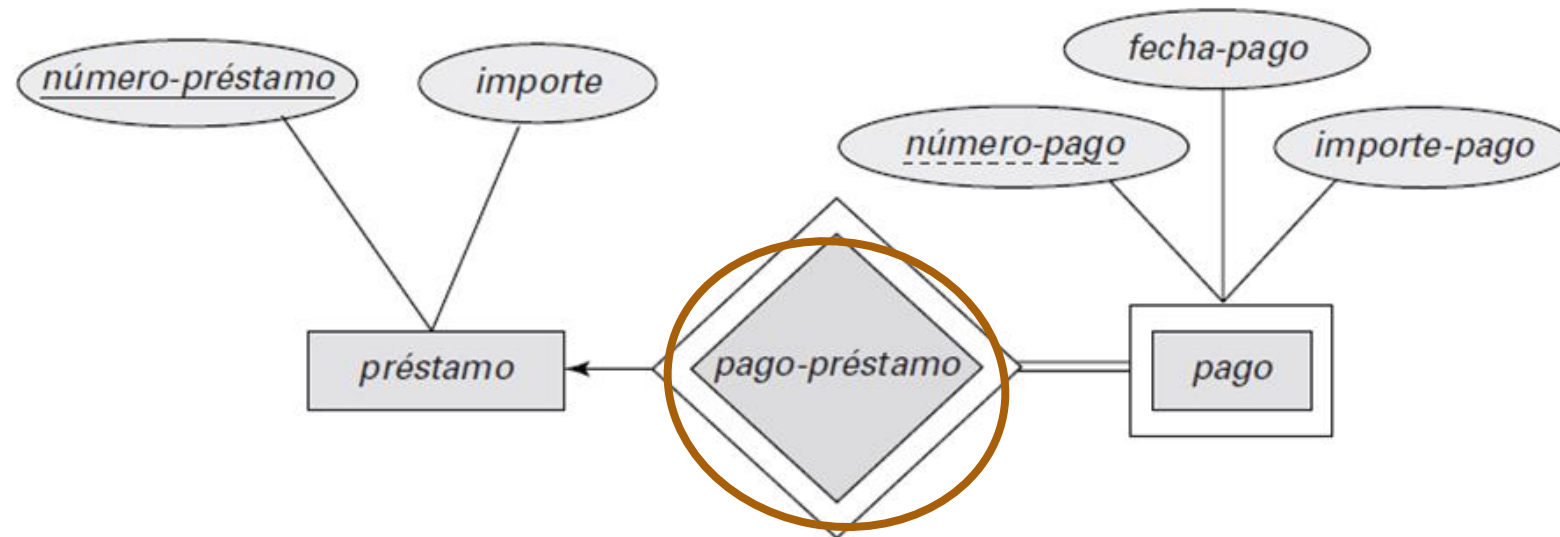 fecha-pago
número-préstamo
importe
número-pago
importe-pago
préstamo
pago-préstamo
pago